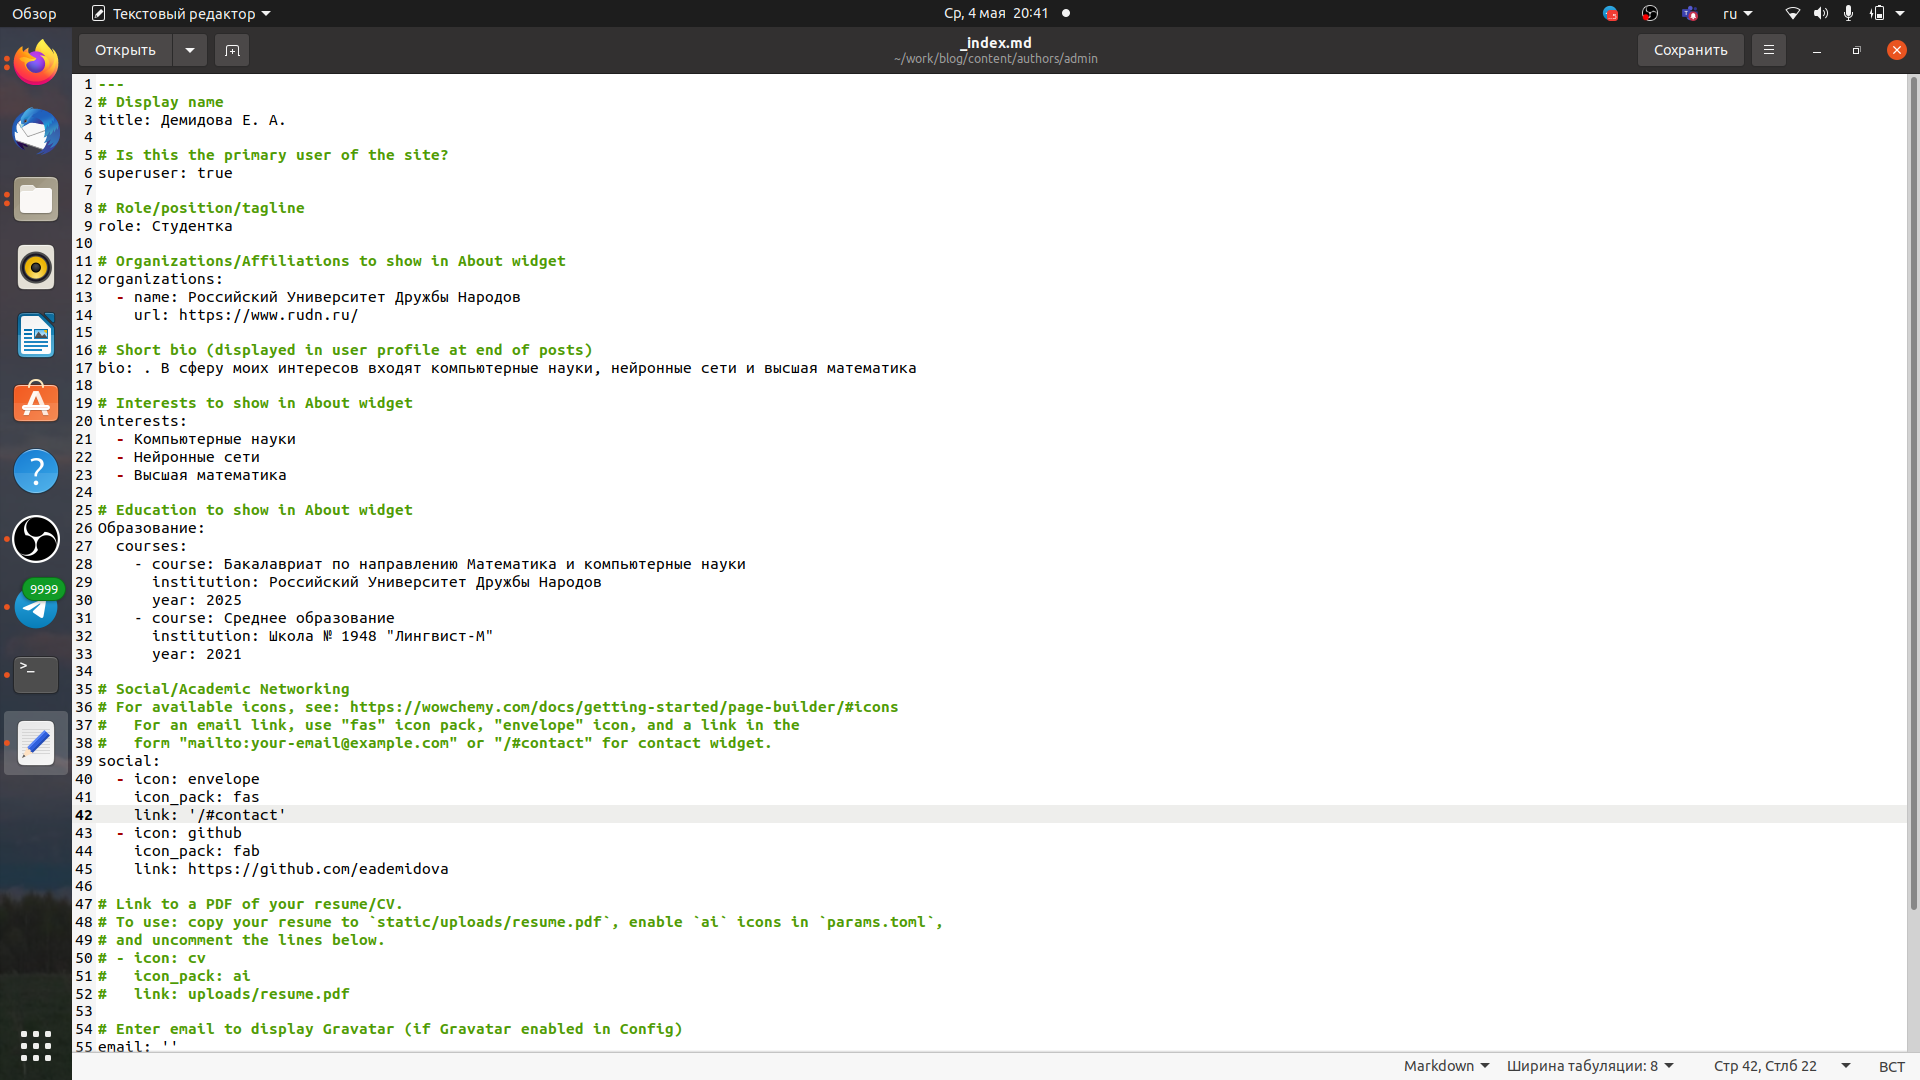 Обзор
Текстовый редактор
Ср, 4 мая 20:41
ru
Открыть
_index.md
~/work/blog/content/authors/admin
Сохранить
1 ---
2 # Display name
3 title: Демидова Е. А.
4
5 # Is this the primary user of the site?
6 superuser: true
7
8 # Role/position/tagline
9 role: Студентка
10
11 # Organizations/Affiliations to show in About widget
12 organizations:
13   - name: Российский Университет Дружбы Народов
14     url: https://www.rudn.ru/
15
16 # Short bio (displayed in user profile at end of posts)
17 bio: . В сферу моих интересов входят компьютерные науки, нейронные сети и высшая математика
18
19 # Interests to show in About widget
20 interests:
21   - Компьютерные науки
22   - Нейронные сети
23   - Высшая математика
24
25 # Education to show in About widget
26 Образование:
27   courses:
28     - course: Бакалавриат по направлению Математика и компьютерные науки
29       institution: Российский Университет Дружбы Народов
30       year: 2025
31     - course: Среднее образование
32       institution: Школа № 1948 "Лингвист-М"
33       year: 2021
34
35 # Social/Academic Networking
36 # For available icons, see: https://wowchemy.com/docs/getting-started/page-builder/#icons
37 #   For an email link, use "fas" icon pack, "envelope" icon, and a link in the
38 #   form "mailto:your-email@example.com" or "/#contact" for contact widget.
39 social:
40   - icon: envelope
41     icon_pack: fas
42     link: '/#contact'
43   - icon: github
44     icon_pack: fab
45     link: https://github.com/eademidova
46
47 # Link to a PDF of your resume/CV.
48 # To use: copy your resume to `static/uploads/resume.pdf`, enable `ai` icons in `params.toml`,
49 # and uncomment the lines below.
50 # - icon: cv
51 #   icon_pack: ai
52 #   link: uploads/resume.pdf
53
54 # Enter email to display Gravatar (if Gravatar enabled in Config)
55 email: ''
9999
Markdown
Ширина табуляции: 8
Стр 42, Стлб 22
ВСТ